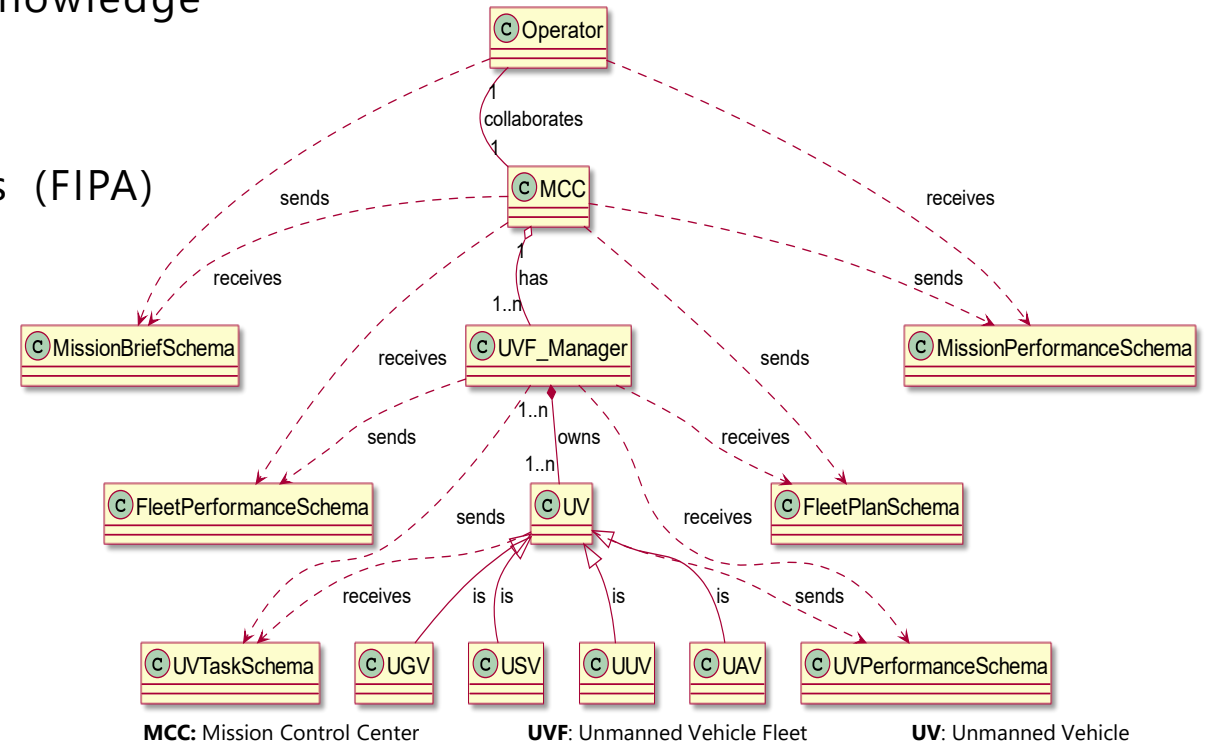 nowledge
C Operator
1
collaborates
1
s (FIPA)
C MCC
sends
receives
1
receives
has
sends
1..n
C MissionBriefSchema
C UVF_Manager
C MissionPerformanceSchema
receives
sends
1..n
sends
owns
receives
1..n
C FleetPerformanceSchema
C UV
C FleetPlanSchema
sends
receives
receives
is
is
is
is
sends
C UVTaskSchema
C UGV
C USV
C UUV
C UAV
C UVPerformanceSchema
MCC: Mission Control Center
UVF: Unmanned Vehicle Fleet
UV: Unmanned Vehicle